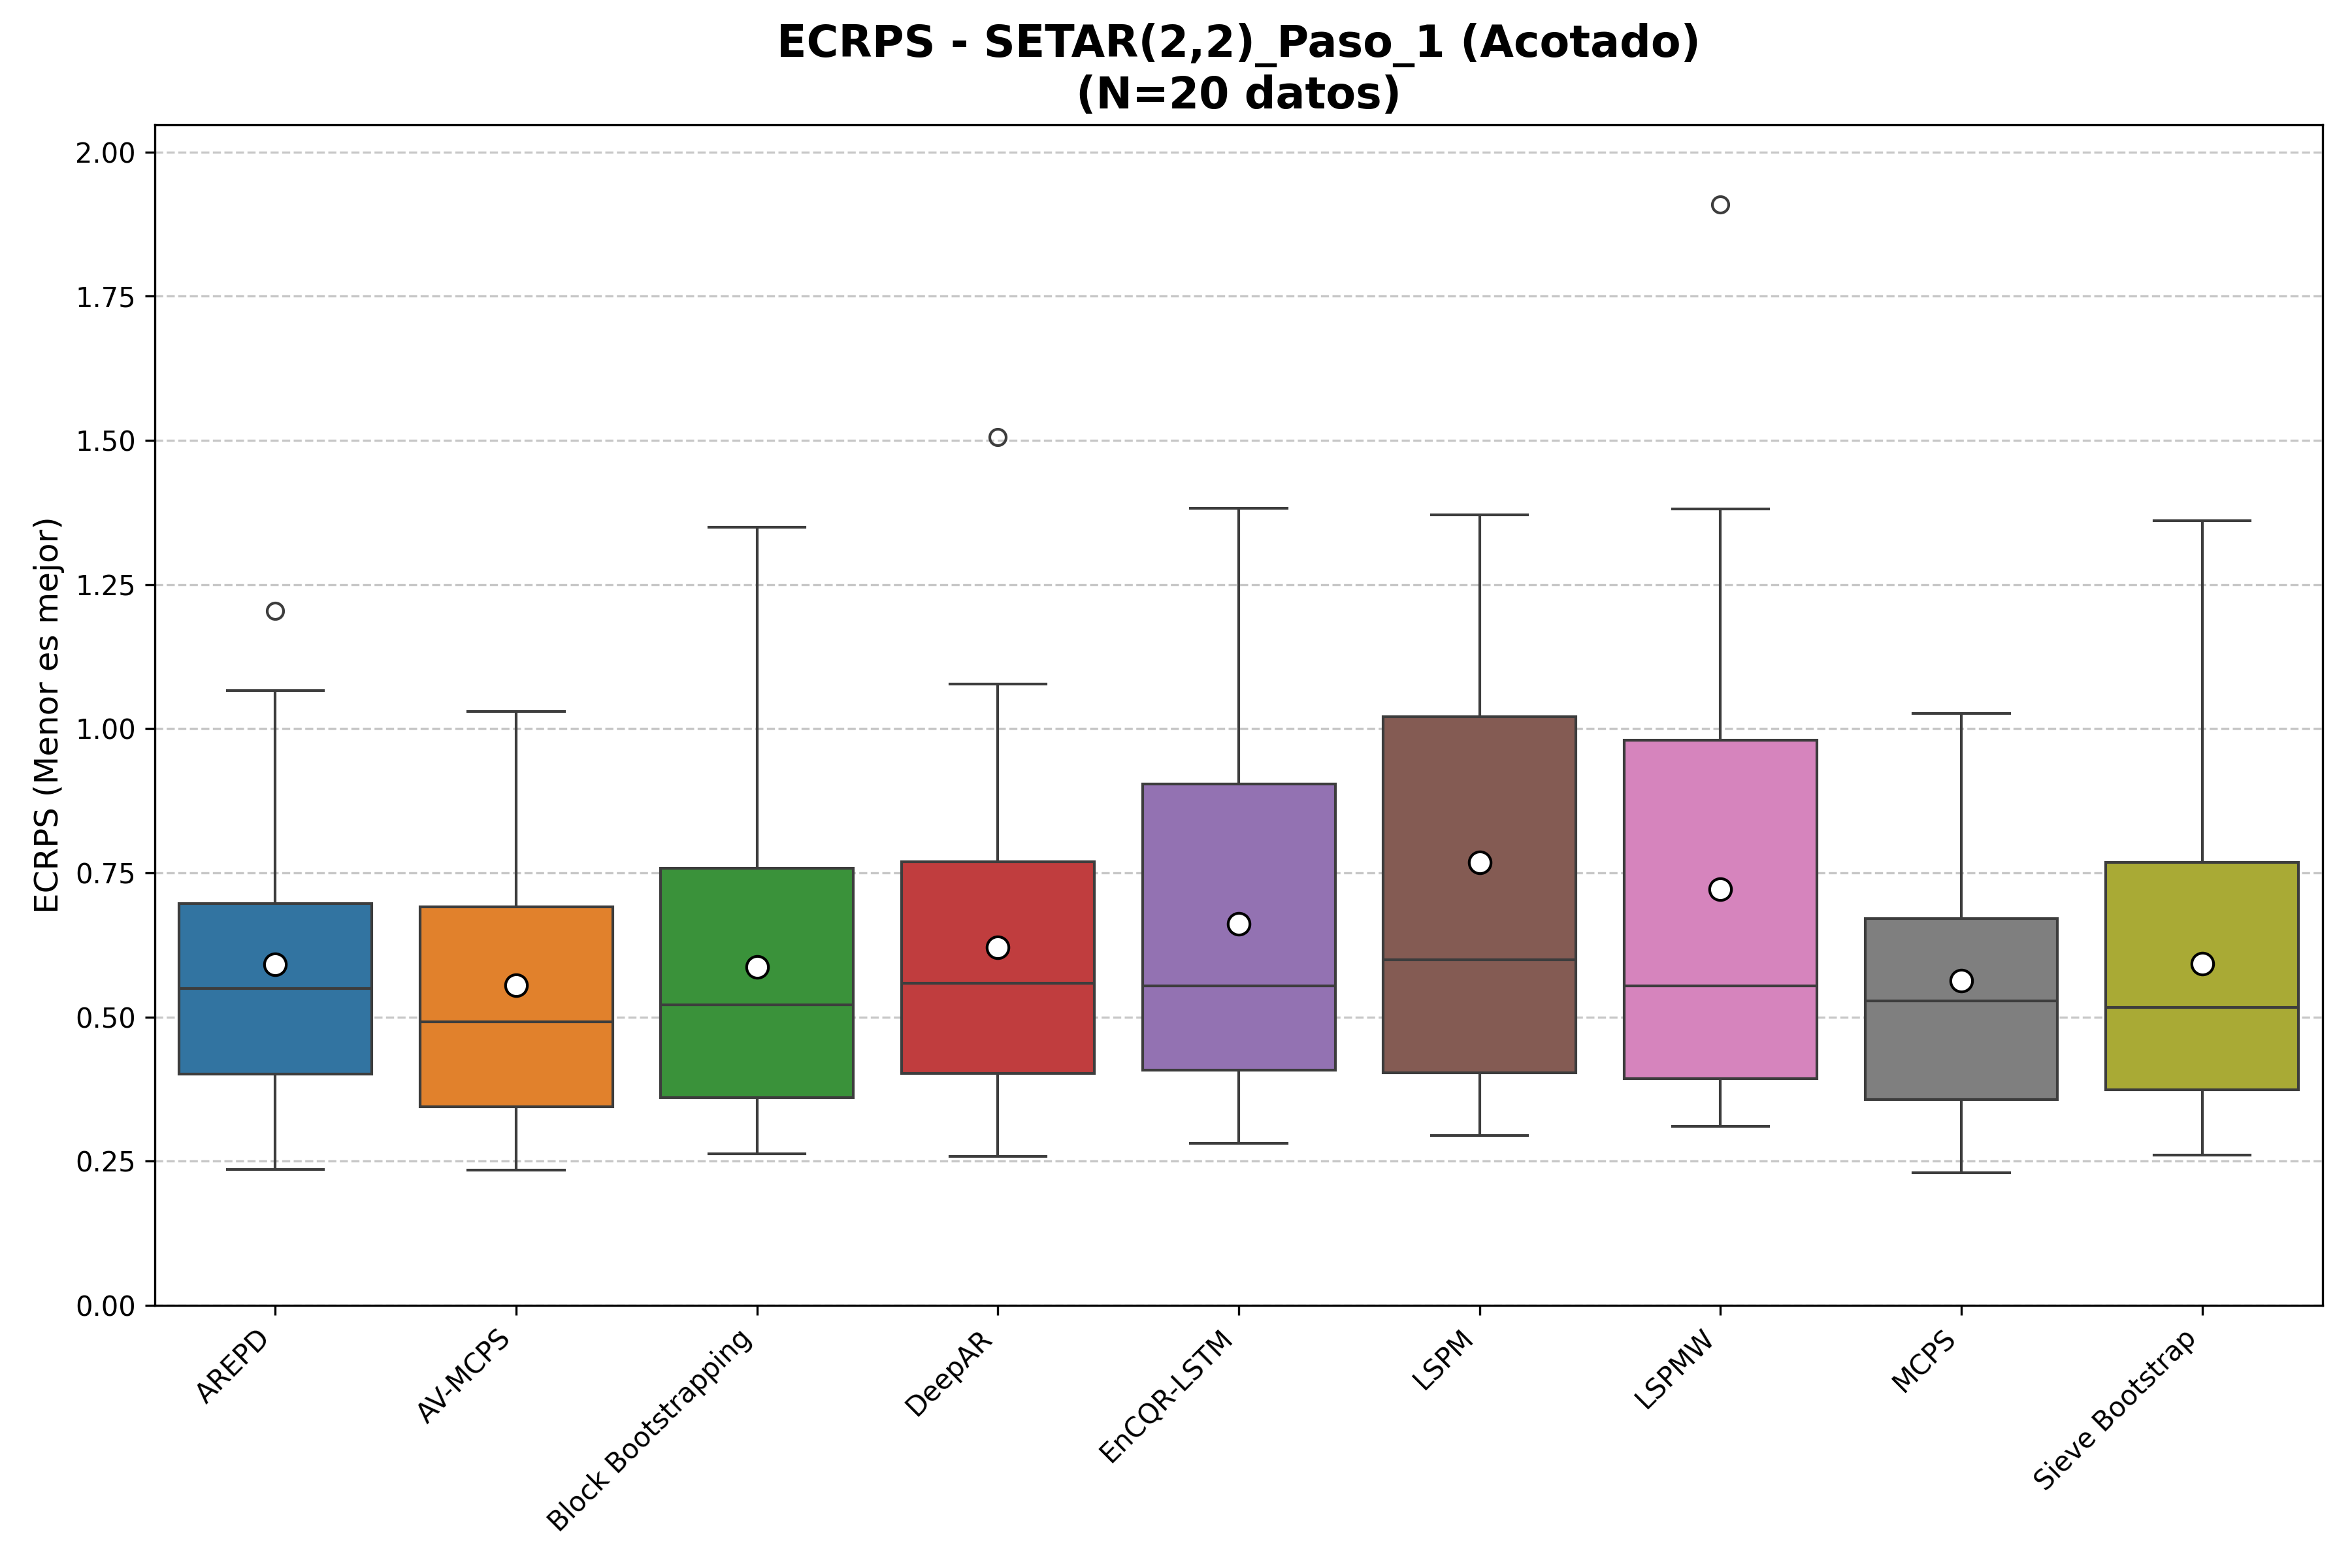 ECRPS - SETAR(2,2)_Paso_1 (Acotado)
(N=20 datos)
ECRPS (Menor es mejor)
2.00
1.75
1.50
1.25
1.00
0.75
0.50
0.25
0.00
AREPD
AV-MCPS
Block Bootstrapping
DeepAR
EnCQR-LSTM
LSPM
LSPMW
MCPS
Sieve Bootstrap